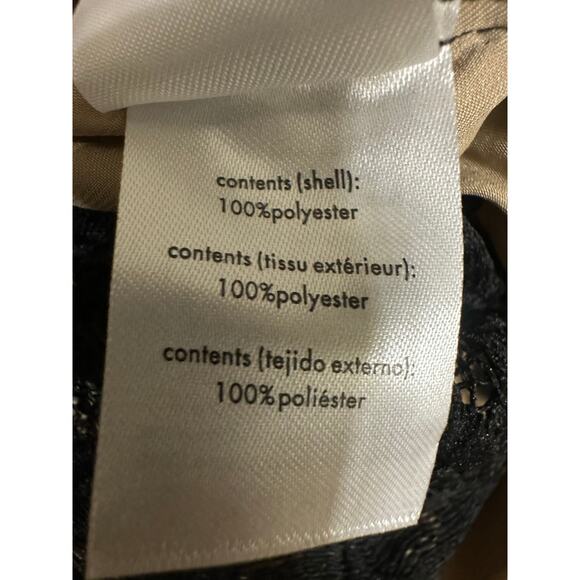 contents (shell):
100%polyester
contents (tissu extérieur):
100%polyester
contents (tejido externo):
100%poliéster